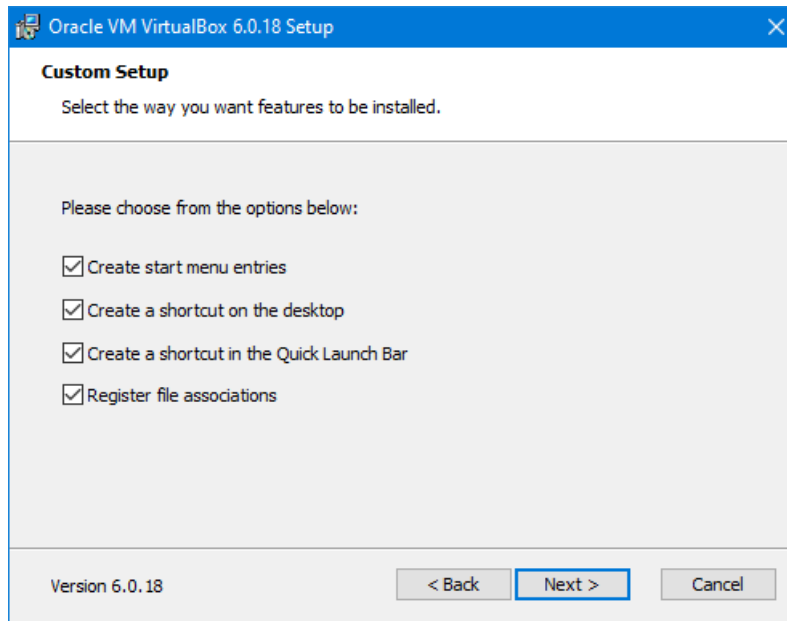 Oracle VM VirtualBox 6.0.18 Setup
Custom Setup
Select the way you want features to be installed.
Please choose from the options below:
Create start menu entries
Create a shortcut on the desktop
Create a shortcut in the Quick Launch Bar
Register file associations
Version 6.0.18
< Back
Next >
Cancel